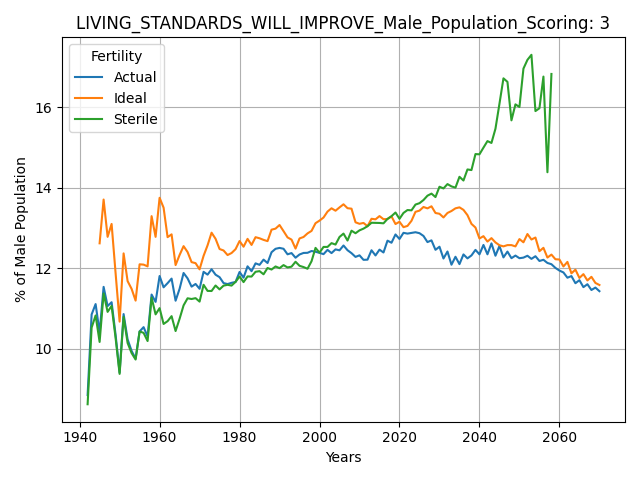 LIVING_STANDARDS_WILL_IMPROVE_Male_Population_Scoring: 3
Fertility
Actual
Ideal
Sterile
% of Male Population
16
14
12
10
1940 1960 1980 2000 2020 2040 2060
Years